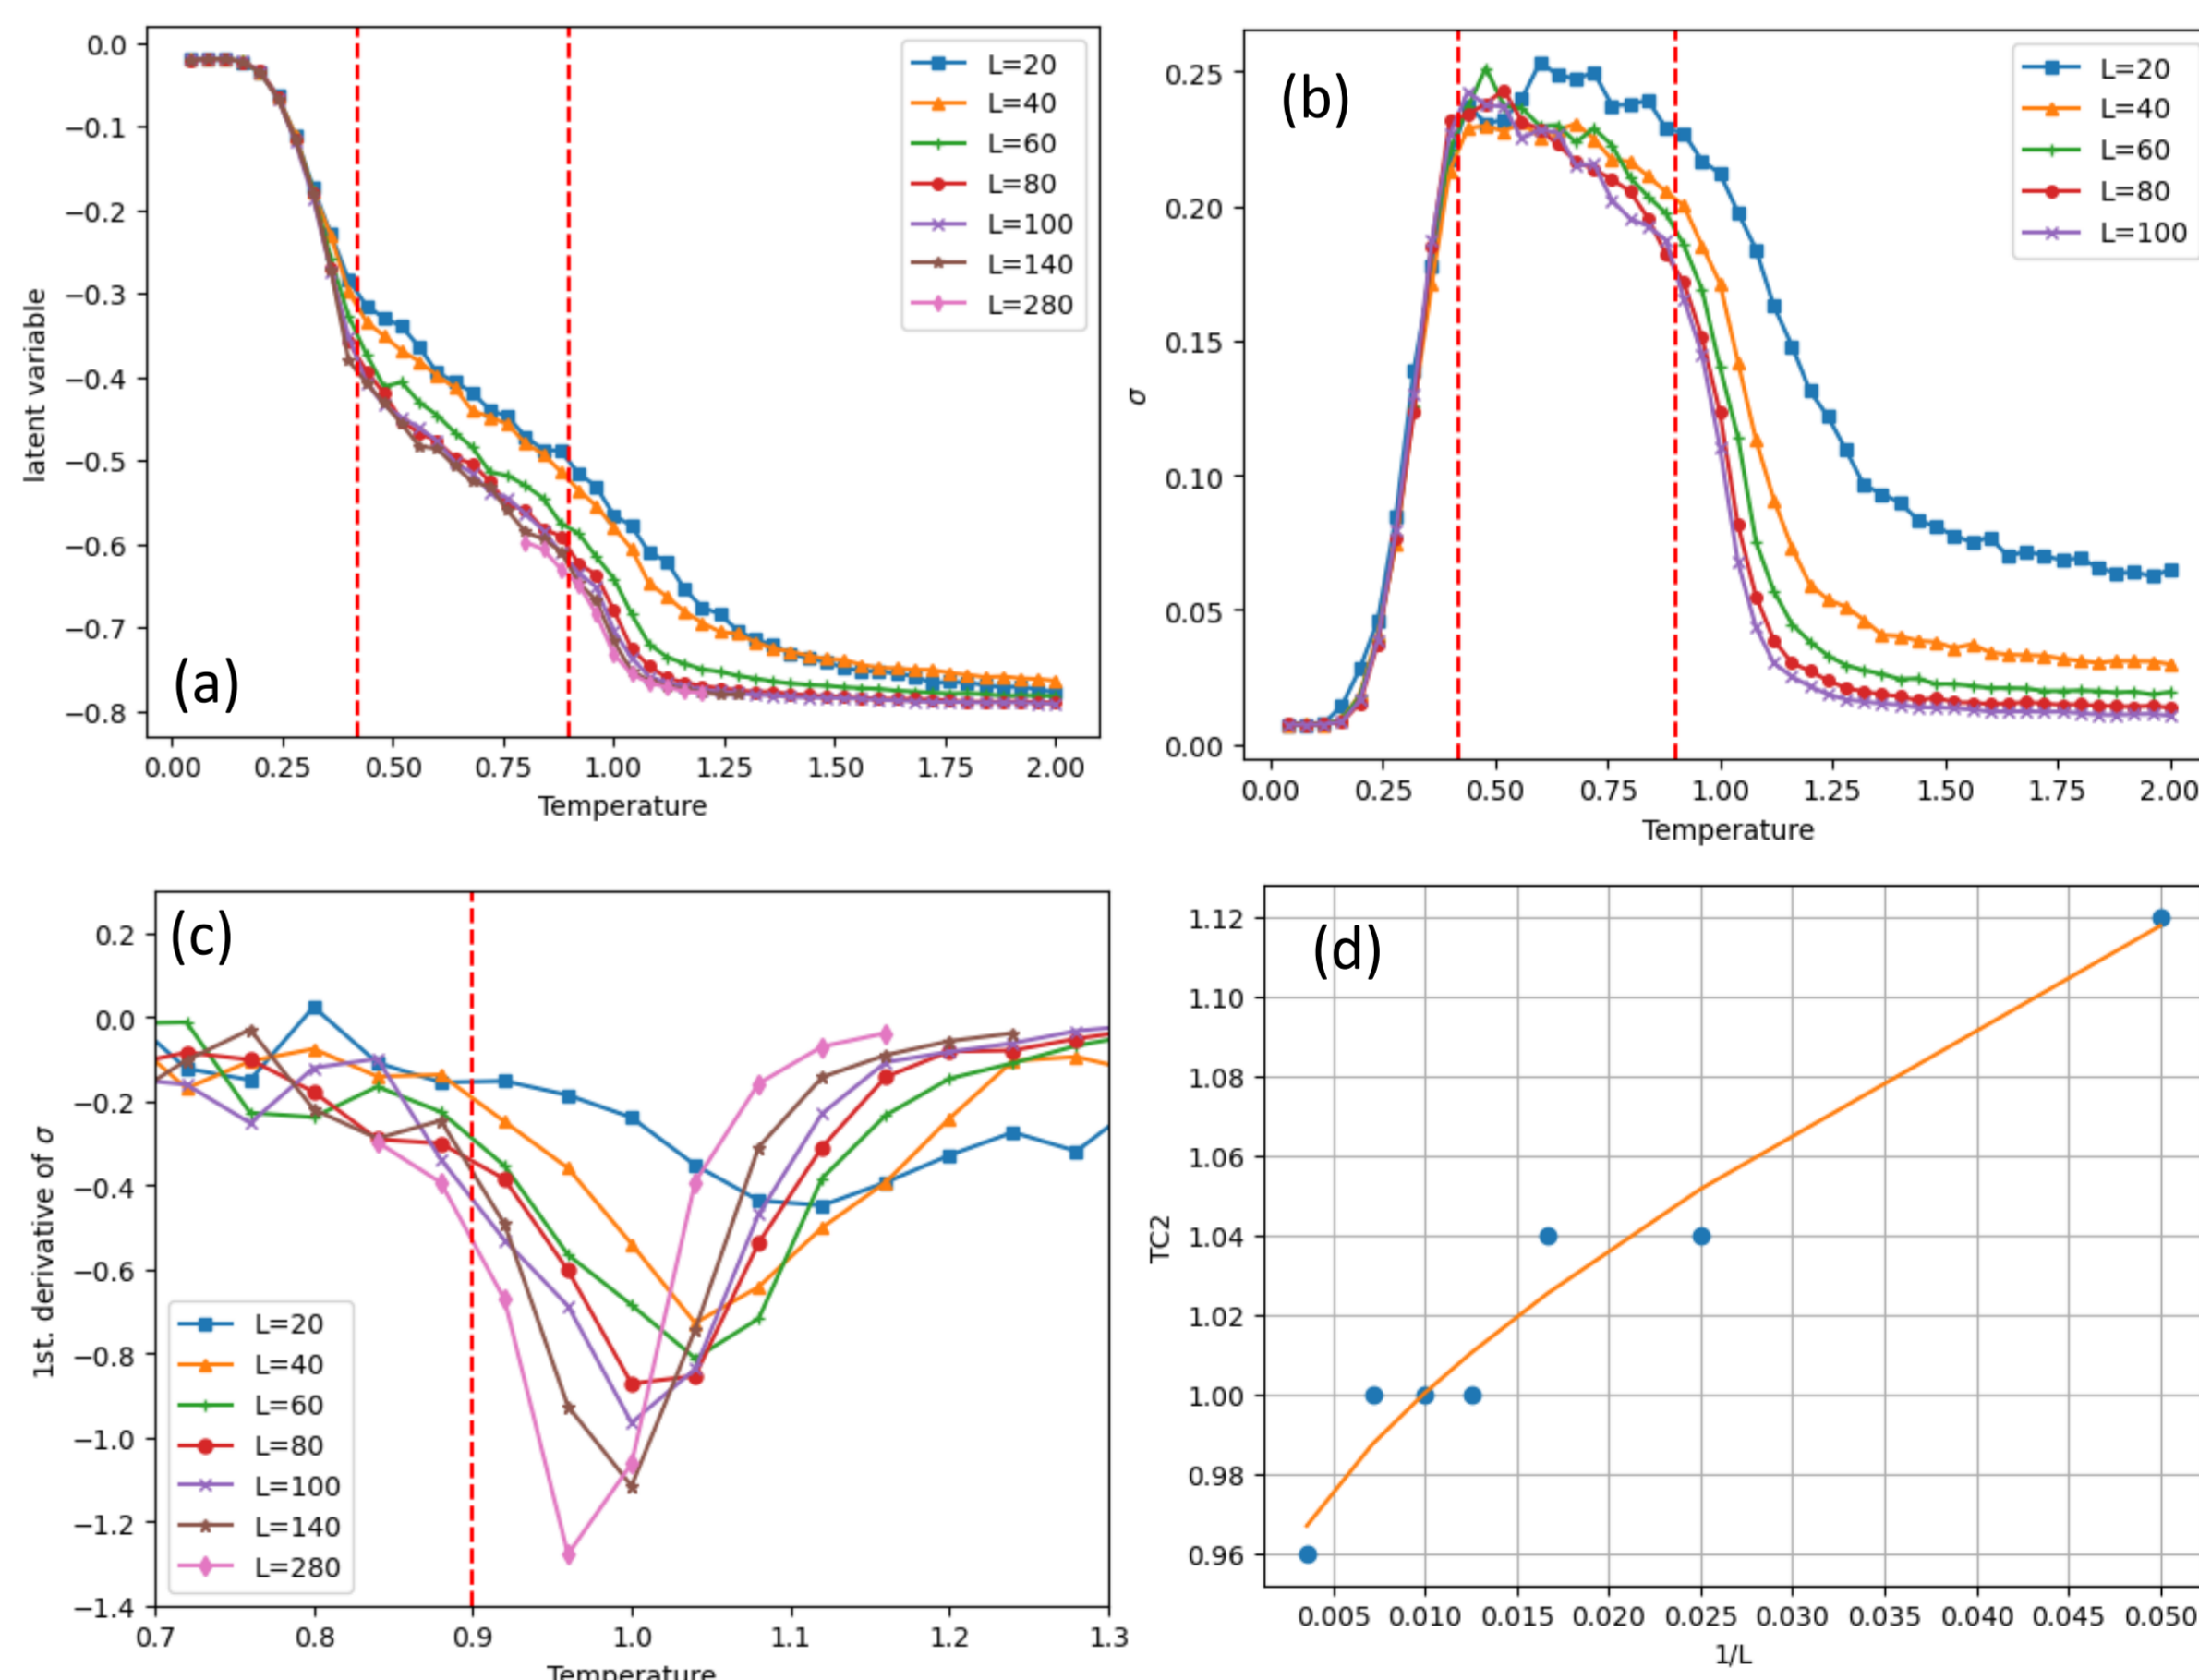 (a)
0.0
−0.1
−0.2
−0.3
−0.4
−0.5
−0.6
−0.7
−0.8
latent variable
0.00 0.25 0.50 0.75 1.00 1.25 1.50 1.75 2.00
Temperature
L=20
L=40
L=60
L=80
L=100
L=140
L=280
(b)
0.25
0.20
0.15
0.10
0.05
0.00
σ
0.00 0.25 0.50 0.75 1.00 1.25 1.50 1.75 2.00
Temperature
L=20
L=40
L=60
L=80
L=100
(c)
0.2
0.0
−0.2
−0.4
−0.6
−0.8
−1.0
−1.2
−1.4
1st. derivative of σ
0.7 0.8 0.9 1.0 1.1 1.2 1.3
Temperature
L=20
L=40
L=60
L=80
L=100
L=140
L=280
(d)
1.12
1.10
1.08
1.06
1.04
1.02
1.00
0.98
0.96
TC2
0.005 0.010 0.015 0.020 0.025 0.030 0.035 0.040 0.045 0.050
1/L